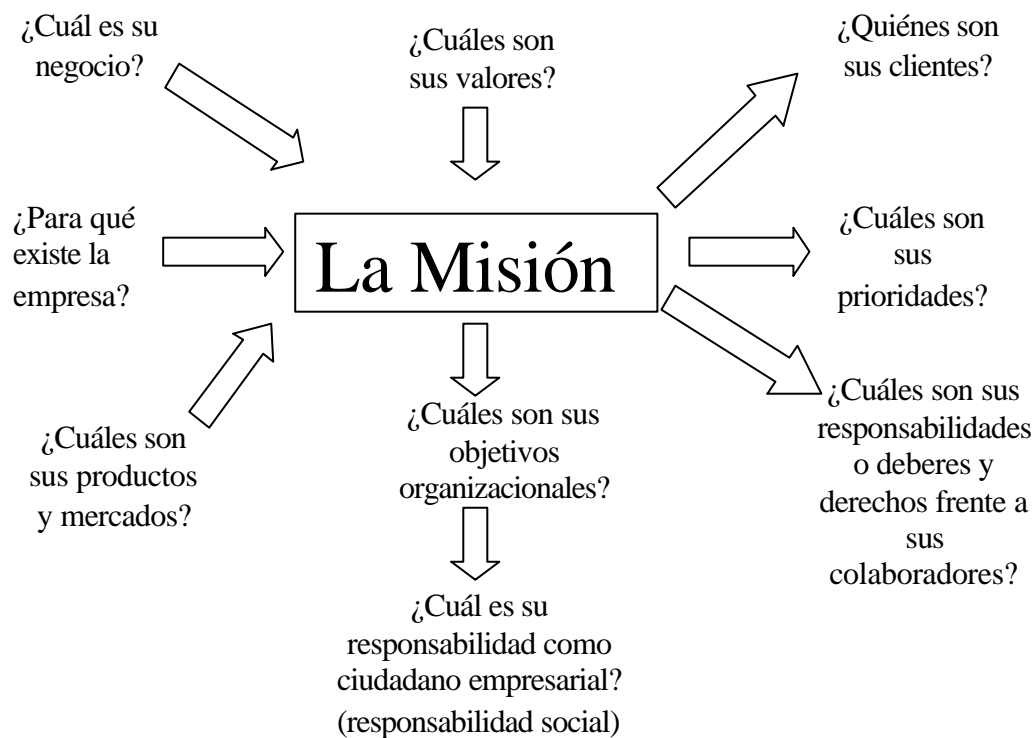 ¿Cuál es su
negocio?
¿Cuáles son
sus valores?
¿Quiénes son
sus clientes?
¿Para qué
existe la
empresa?
La Misión
¿Cuáles son
sus
prioridades?
¿Cuáles son
sus productos
y mercados?
¿Cuáles son sus
objetivos
organizacionales?
¿Cuáles son sus
responsabilidades
o deberes y
derechos frente a
sus
colaboradores?
¿Cuál es su
responsabilidad como
ciudadano empresarial?
(responsabilidad social)